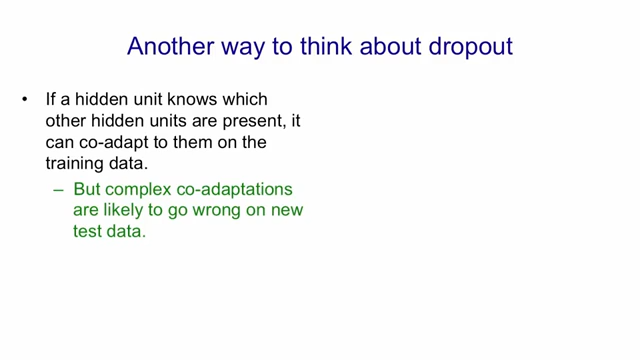 Another way to think about dropout
• If a hidden unit knows which
other hidden units are present, it
can co-adapt to them on the
training data.
– But complex co-adaptations
are likely to go wrong on new
test data.